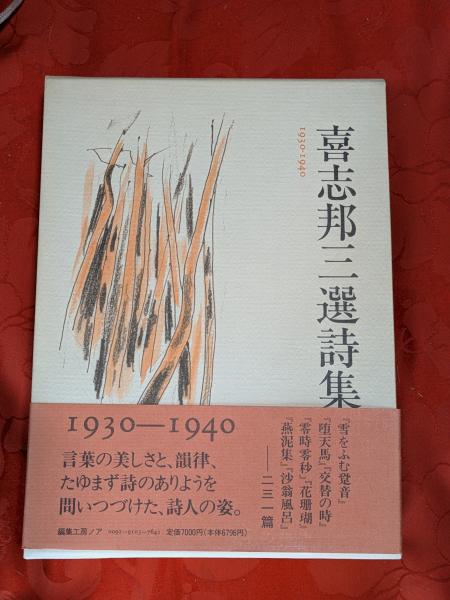 喜志邦三選詩集
1930-1940
1930—1940
言葉の美しさと、韻律、
たゆまず詩のありようを
問いつづけた、詩人の姿。
『雪をふむ跫音』
『堕天馬』『交替の時』
『零時零秒』『花珊瑚』
『燕泥集』『沙翁風呂』
——二三一篇
編集工房ノア 0092-9103-7641 定価7000円(本体6796円)